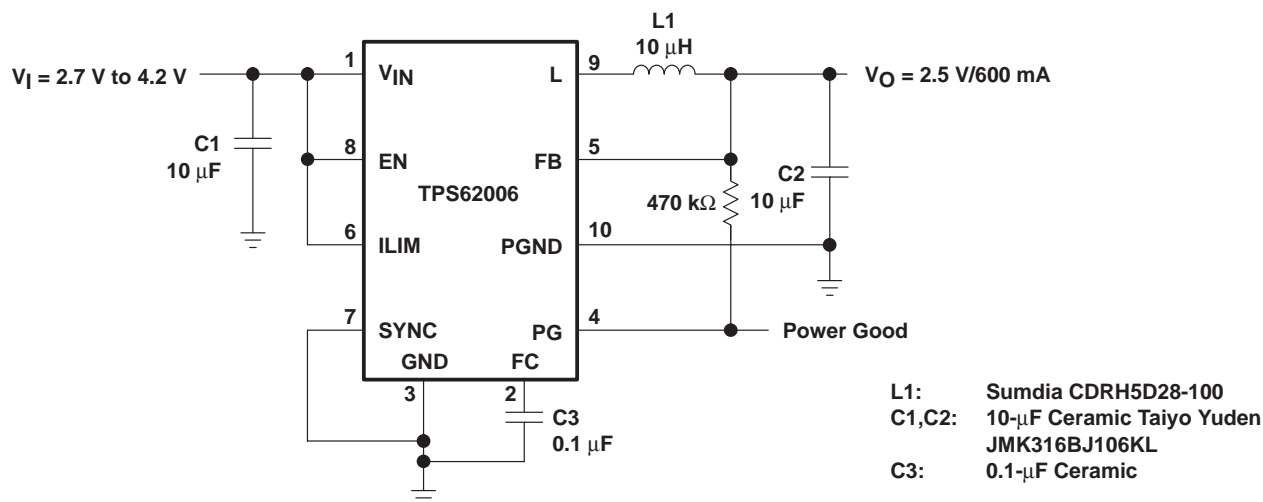 L1
10 μH
V_I = 2.7 V to 4.2 V
1
V_IN
L
9
V_O = 2.5 V/600 mA
C1
10 μF
8
EN
FB
5
TPS62006
C2
10 μF
470 kΩ
6
ILIM
PGND
10
7
SYNC
PG
4
Power Good
GND
FC
3
2
C3
0.1 μF
L1: Sumdia CDRH5D28-100
C1,C2: 10-μF Ceramic Taiyo Yuden
JMK316BJ106KL
C3: 0.1-μF Ceramic